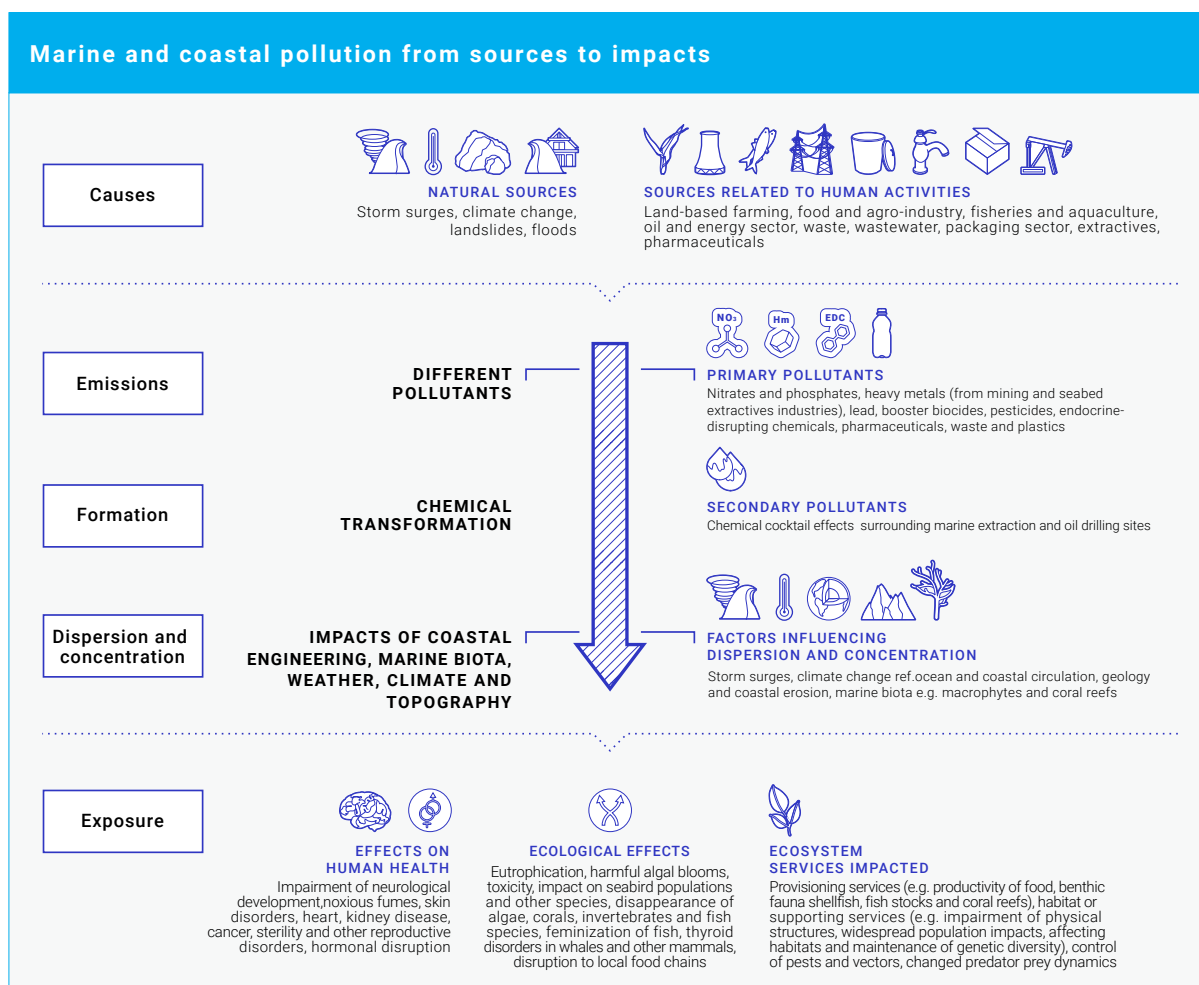 Marine and coastal pollution from sources to impacts
Causes
NATURAL SOURCES
Storm surges, climate change,
landslides, floods
SOURCES RELATED TO HUMAN ACTIVITIES
Land-based farming, food and agro-industry, fisheries and aquaculture,
oil and energy sector, waste, wastewater, packaging sector, extractives,
pharmaceuticals
Emissions
DIFFERENT
POLLUTANTS
NO₃
Hm
EDC
PRIMARY POLLUTANTS
Nitrates and phosphates, heavy metals (from mining and seabed
extractives industries), lead, booster biocides, pesticides, endocrine-
disrupting chemicals, pharmaceuticals, waste and plastics
Formation
CHEMICAL
TRANSFORMATION
SECONDARY POLLUTANTS
Chemical cocktail effects surrounding marine extraction and oil drilling sites
Dispersion and
concentration
IMPACTS OF COASTAL
ENGINEERING, MARINE BIOTA,
WEATHER, CLIMATE AND
TOPOGRAPHY
FACTORS INFLUENCING
DISPERSION AND CONCENTRATION
Storm surges, climate change ref.ocean and coastal circulation, geology
and coastal erosion, marine biota e.g. macrophytes and coral reefs
Exposure
EFFECTS ON
HUMAN HEALTH
Impairment of neurological
development,noxious fumes, skin
disorders, heart, kidney disease,
cancer, sterility and other reproductive
disorders, hormonal disruption
ECOLOGICAL EFFECTS
Eutrophication, harmful algal blooms,
toxicity, impact on seabird populations
and other species, disappearance of
algae, corals, invertebrates and fish
species, feminization of fish, thyroid
disorders in whales and other mammals,
disruption to local food chains
ECOSYSTEM
SERVICES IMPACTED
Provisioning services (e.g. productivity of food, benthic
fauna shellfish, fish stocks and coral reefs), habitat or
supporting services (e.g. impairment of physical
structures, widespread population impacts, affecting
habitats and maintenance of genetic diversity), control
of pests and vectors, changed predator prey dynamics